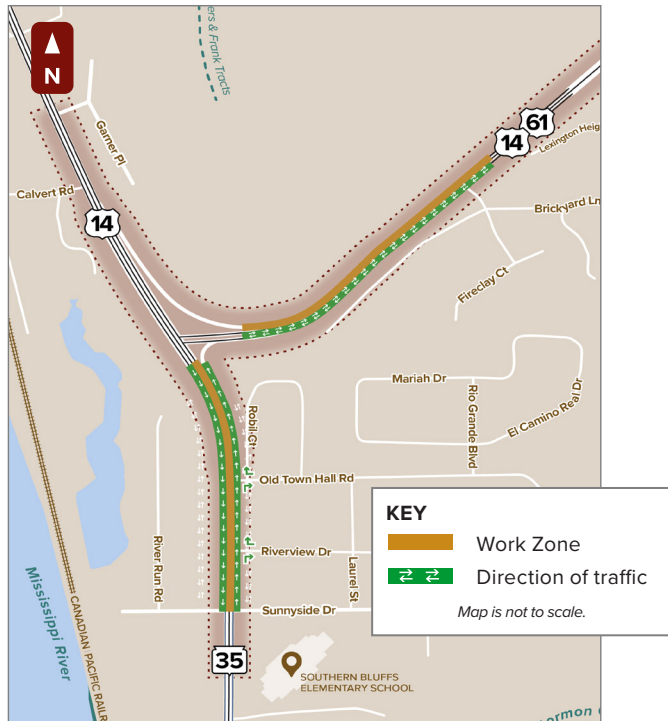 N
ers & Frank Tracts
Garner Pl
Calvert Rd
14
61
14
Lexington Heig
Brickyard Ln
Fireclay Ct
Mariah Dr
Rio Grande Blvd
El Camino Real Dr
Robil Ct
Old Town Hall Rd
River Run Rd
Riverview Dr
Laurel St
Sunnyside Dr
35
SOUTHERN BLUFFS
ELEMENTARY SCHOOL
Mississippi River
CANADIAN PACIFIC RAILR
ormon
KEY
Work Zone
Direction of traffic
Map is not to scale.